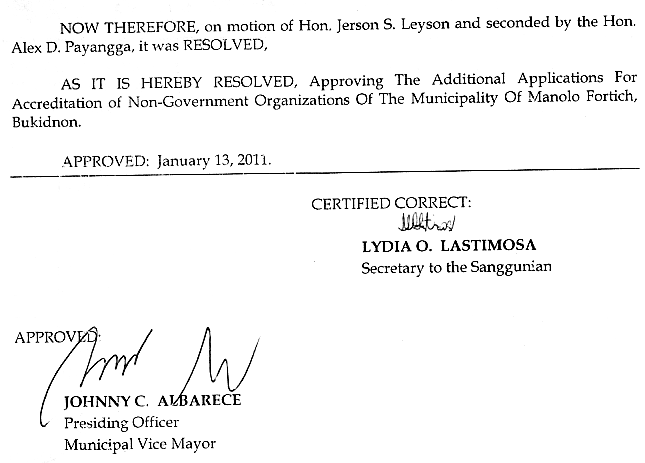 NOW THEREFORE, on motion of Hon. Jerson S. Leyson and seconded by the Hon.
Alex D. Payangga, it was RESOLVED,
AS IT IS HEREBY RESOLVED, Approving The Additional Applications For
Accreditation of Non-Government Organizations Of The Municipality Of Manolo Fortich,
Bukidnon.
APPROVED: January 13, 2011.
CERTIFIED CORRECT:
LYDIA O. LASTIMOSA
Secretary to the Sanggunian
APPROVED:
JOHNNY C. ALBARECE
Presiding Officer
Municipal Vice Mayor